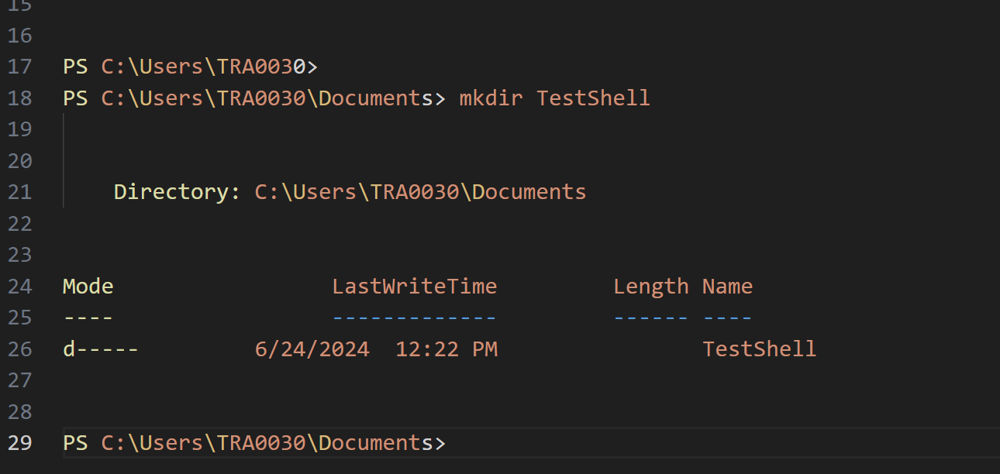 15
16
17 PS C:\Users\TRA0030>
18 PS C:\Users\TRA0030\Documents> mkdir TestShell
19
20
21 Directory: C:\Users\TRA0030\Documents
22
23
24 Mode LastWriteTime Length Name
25 ---- ------------- ------ ----
26 d----- 6/24/2024 12:22 PM TestShell
27
28
29 PS C:\Users\TRA0030\Documents>